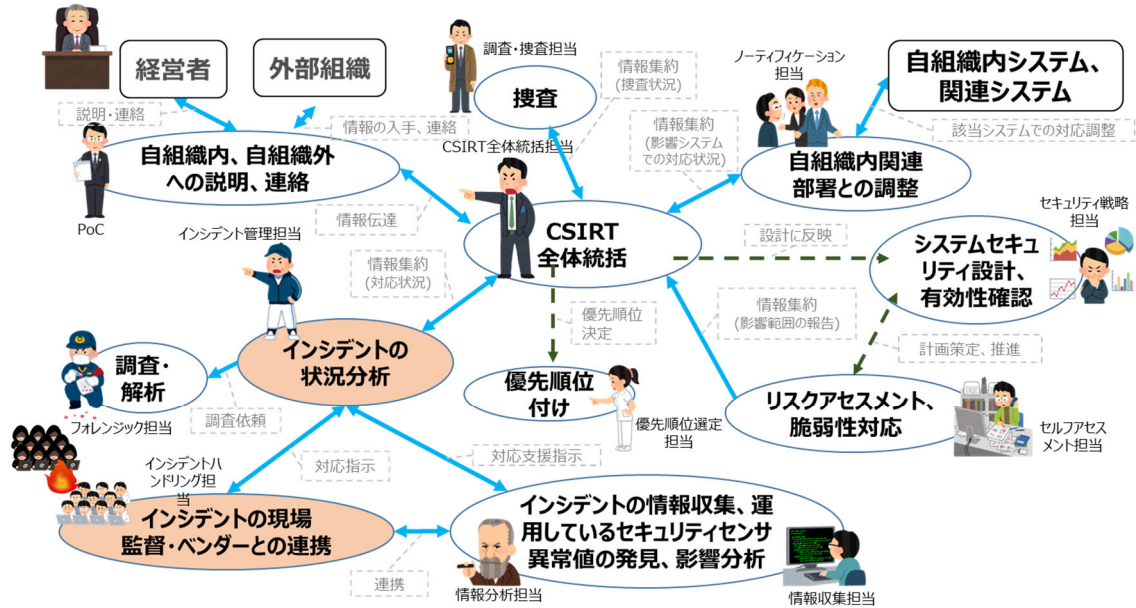 経営者
外部組織
調査・捜査担当
捜査
情報集約
(捜査状況)
ノーティフィケーション
担当
自組織内システム、
関連システム
説明・連絡
情報の入手、連絡
CSIRT全体統括担当
情報集約
(影響システム
での対応状況)
該当システムでの対応調整
自組織内、自組織外
への説明、連絡
自組織内関連
部署との調整
PoC
情報伝達
インシデント管理担当
CSIRT
全体統括
設計に反映
セキュリティ戦略
担当
システムセキュ
リティ設計、
有効性確認
情報集約
(対応状況)
優先順位
決定
情報集約
(影響範囲の報告)
計画策定、推進
インシデントの
状況分析
調査・
解析
調査依頼
フォレンジック担当
優先順位
付け
優先順位選定
担当
リスクアセスメント、
脆弱性対応
セルフアセス
メント担当
対応指示
対応支援指示
インシデントハ
ンドリング担
当
インシデントの現場
監督・ベンダーとの連携
インシデントの情報収集、運
用しているセキュリティセンサ
異常値の発見、影響分析
連携
情報分析担当
情報収集担当